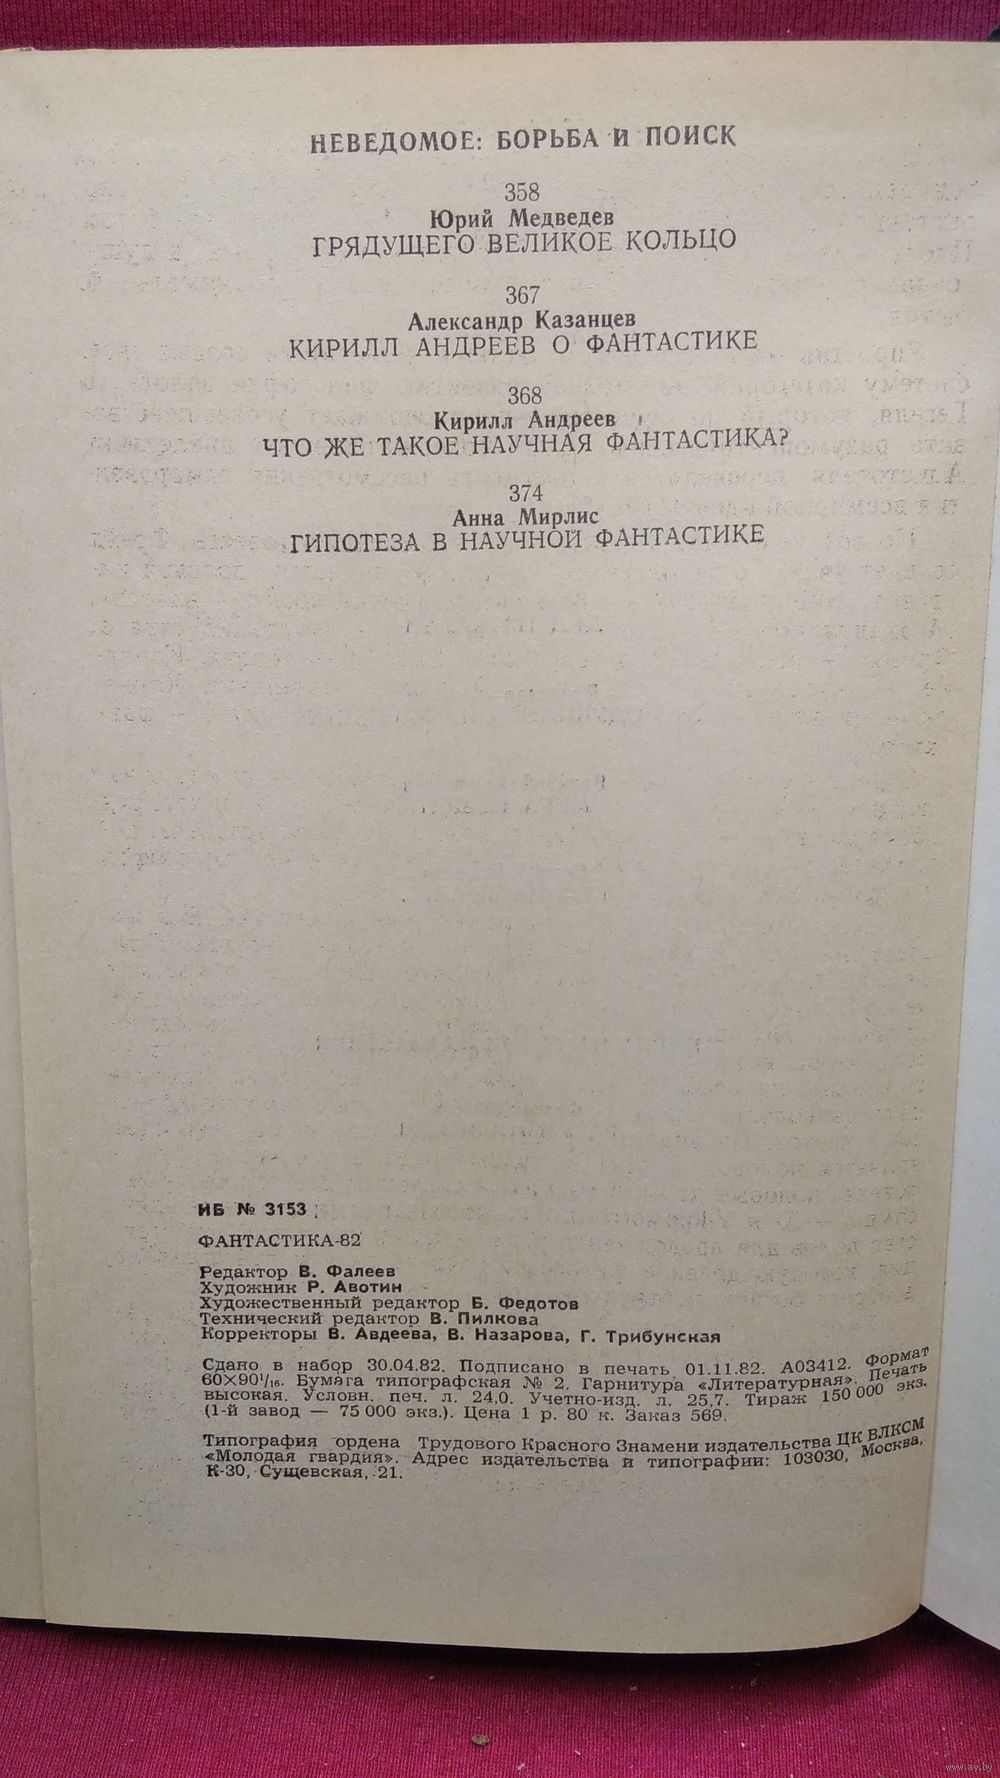 НЕВЕДОМОЕ: БОРЬБА И ПОИСК
358
Юрий Медведев
ГРЯДУЩЕГО ВЕЛИКОЕ КОЛЬЦО
367
Александр Казанцев
КИРИЛЛ АНДРЕЕВ О ФАНТАСТИКЕ
368
Кирилл Андреев
ЧТО ЖЕ ТАКОЕ НАУЧНАЯ ФАНТАСТИКА?
374
Анна Мирлис
ГИПОТЕЗА В НАУЧНОЙ ФАНТАСТИКЕ
ИБ № 3153
ФАНТАСТИКА-82
Редактор В. Фалеев
Художник Р. Авотин
Художественный редактор Б. Федотов
Технический редактор В. Пилкова
Корректоры В. Авдеева, В. Назарова, Г. Трибунская
Сдано в набор 30.04.82. Подписано в печать 01.11.82. А03412. Формат
60×90¹/₁₆. Бумага типографская № 2. Гарнитура «Литературная». Печать
высокая. Условн. печ. л. 24,0. Учетно-изд. л. 25,7. Тираж 150 000 экз.
(1-й завод — 75 000 экз.). Цена 1 р. 80 к. Заказ 569.
Типография ордена Трудового Красного Знамени издательства ЦК ВЛКСМ
«Молодая гвардия». Адрес издательства и типографии: 103030, Москва,
К-30, Сущевская, 21.
www.ay.by